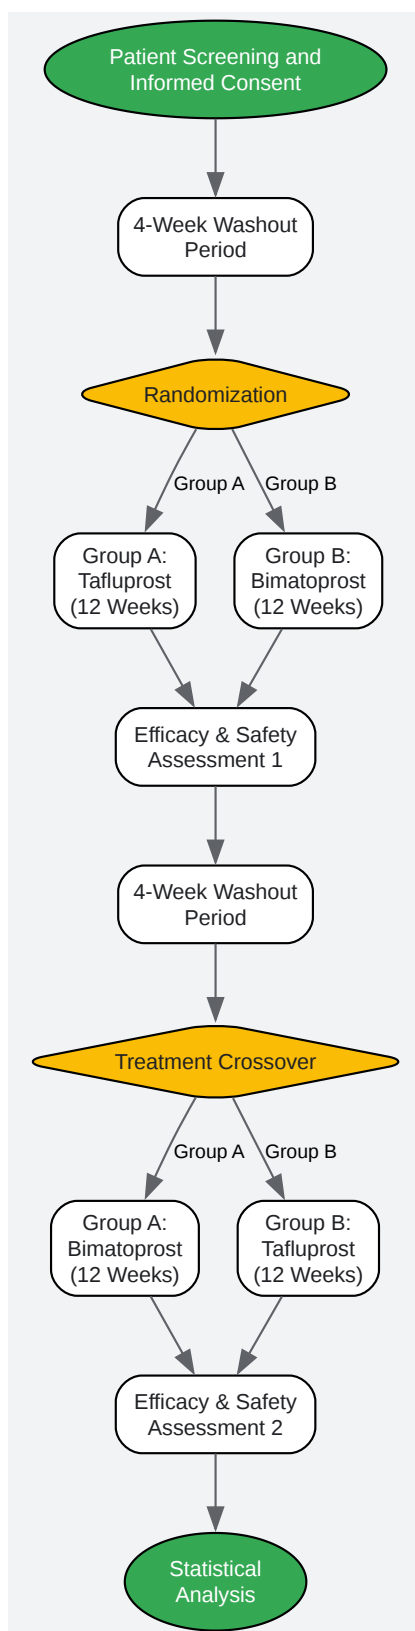 Patient Screening and
Informed Consent
4-Week Washout
Period
Randomization
Group A
Group B
Group A:
Tafluprost
(12 Weeks)
Group B:
Bimatoprost
(12 Weeks)
Efficacy & Safety
Assessment 1
4-Week Washout
Period
Treatment Crossover
Group A
Group B
Group A:
Bimatoprost
(12 Weeks)
Group B:
Tafluprost
(12 Weeks)
Efficacy & Safety
Assessment 2
Statistical
Analysis